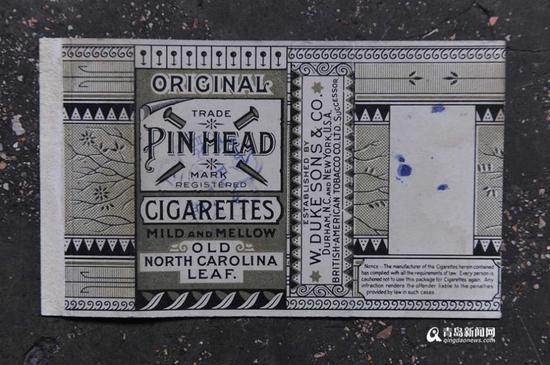 ORIGINAL
TRADE
PIN HEAD
MARK
REGISTERED
CIGARETTES
MILD AND MELLOW
OLD
NORTH CAROLINA
LEAF.
ESTABLISHED BY
W. DUKE SONS & CO.
DURHAM, N.C. AND NEW YORK, U.S.A.
BRITISH-AMERICAN TOBACCO CO. LTD. SUCCESSOR
Notice - The manufacturer of the Cigarettes herein contained
has complied with all the requirements of law. Every person is
cautioned not to use this package for Cigarettes again. Any
infraction renders the offender liable to the penalties
provided by law in such cases.
青岛新闻网
qingdaonews.com